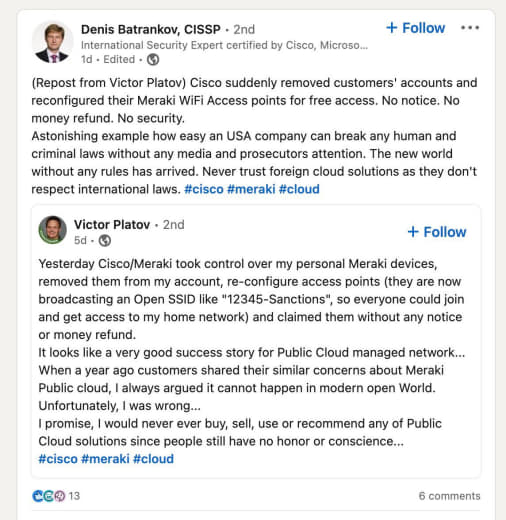 Denis Batrankov, CISSP • 2nd
+ Follow
International Security Expert certified by Cisco, Microso...
1d • Edited •
(Repost from Victor Platov) Cisco suddenly removed customers' accounts and
reconfigured their Meraki WiFi Access points for free access. No notice. No
money refund. No security.
Astonishing example how easy an USA company can break any human and
criminal laws without any media and prosecutors attention. The new world
without any rules has arrived. Never trust foreign cloud solutions as they don't
respect international laws. #cisco #meraki #cloud
Victor Platov • 2nd
5d •
+ Follow
Yesterday Cisco/Meraki took control over my personal Meraki devices,
removed them from my account, re-configure access points (they are now
broadcasting an Open SSID like "12345-Sanctions", so everyone could join
and get access to my home network) and claimed them without any notice
or money refund.
It looks like a very good success story for Public Cloud managed network...
When a year ago customers shared their similar concerns about Meraki
Public cloud, I always argued it cannot happen in modern open World.
Unfortunately, I was wrong...
I promise, I would never ever buy, sell, use or recommend any of Public
Cloud solutions since people still have no honor or conscience...
#cisco #meraki #cloud
13
6 comments